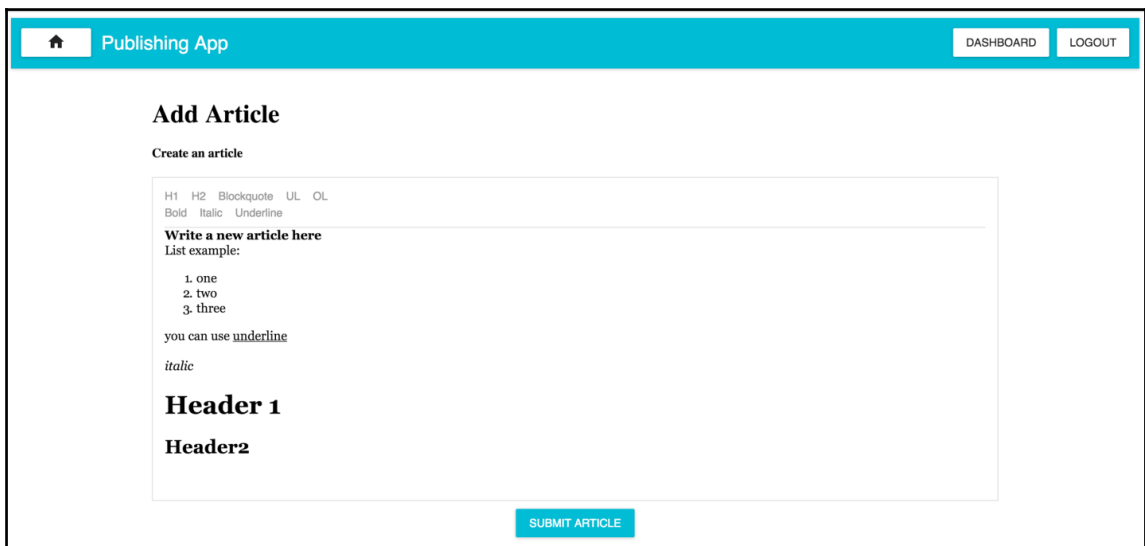 Publishing App DASHBOARD LOGOUT
Add Article
Create an article
H1 H2 Blockquote UL OL
Bold Italic Underline
Write a new article here
List example:
1. one
2. two
3. three
you can use underline
italic
Header 1
Header2
SUBMIT ARTICLE